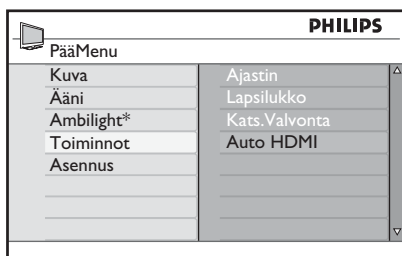 PHILIPS
PääMenu
Kuva
Ääni
Ambilight*
Toiminnot
Asennus
Ajastin
Lapsilukko
Kats.Valvonta
Auto HDMI